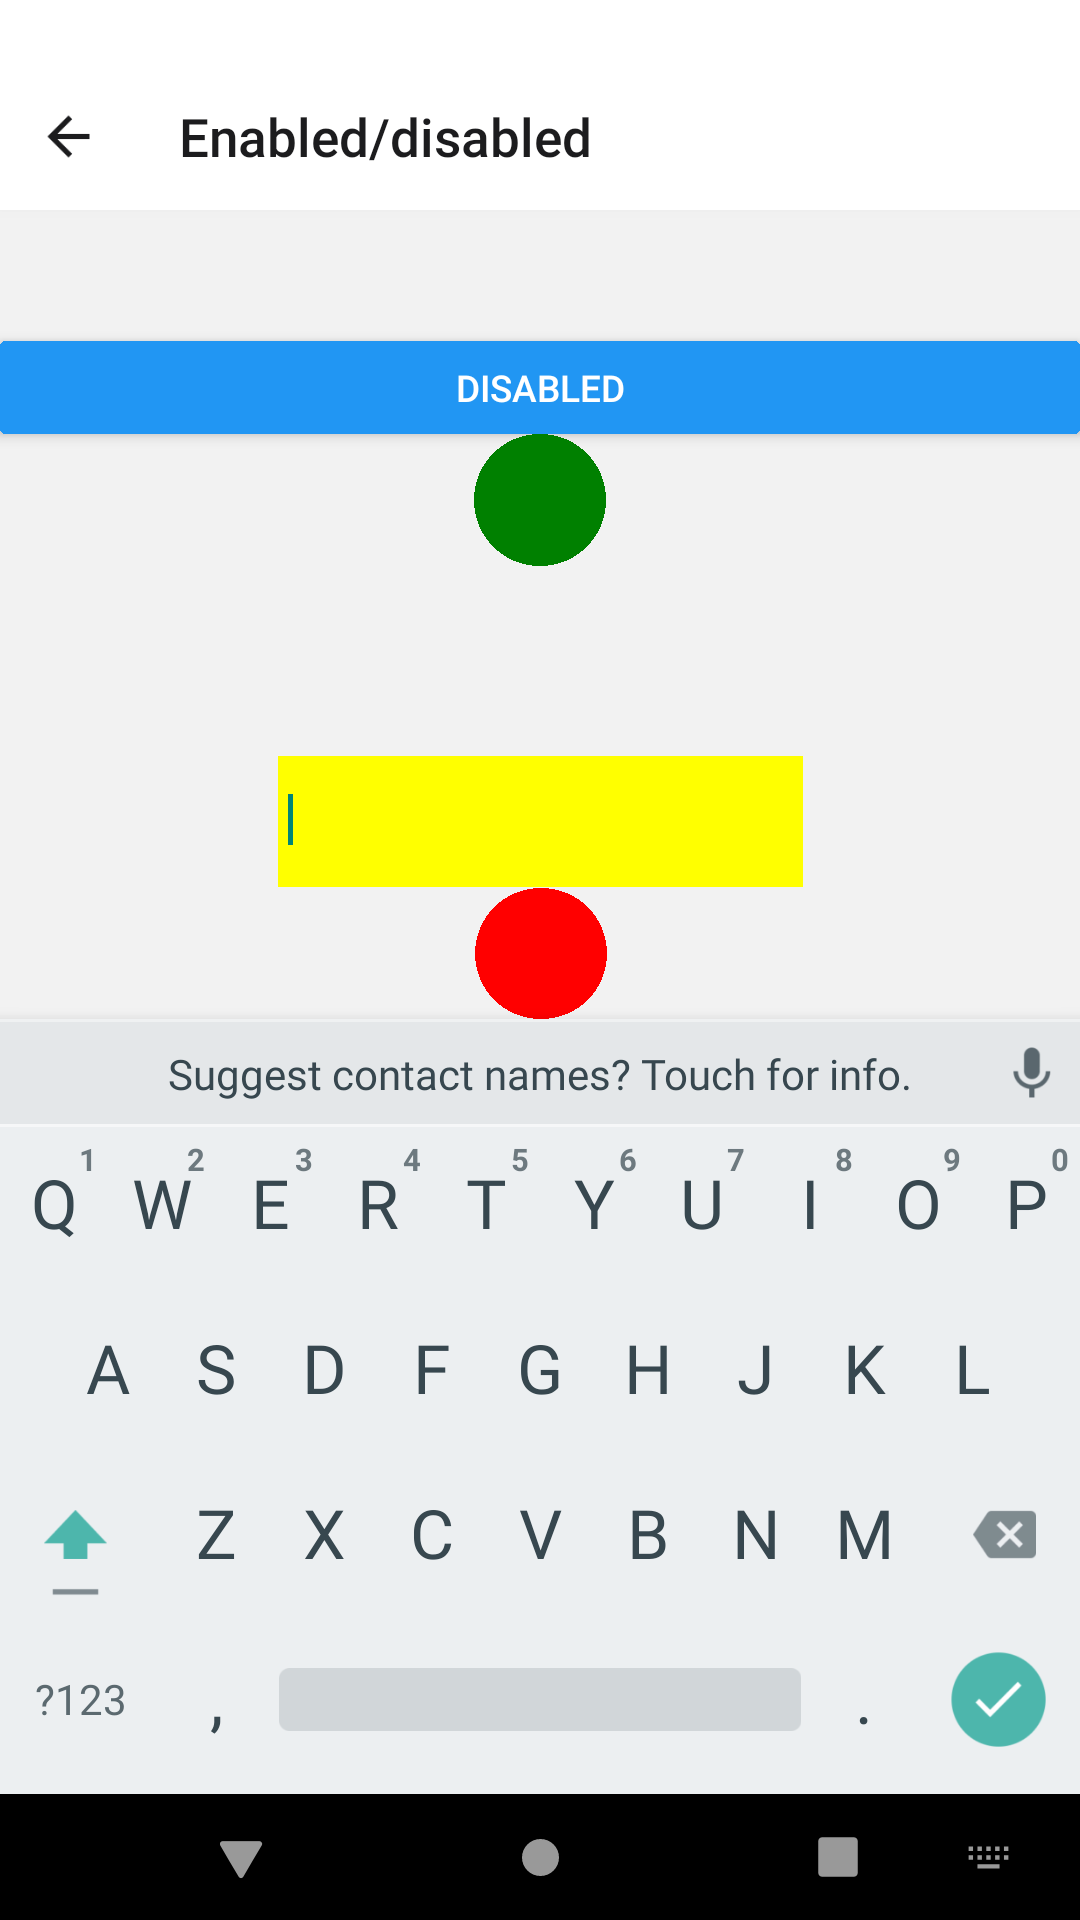 Enabled/disabled
DISABLED
Suggest contact names? Touch for info.
1 2 3 4 5 6 7 8 9 0
Q W E R T Y U I O P
A S D F G H J K L
Z X C V B N M
?123 , .